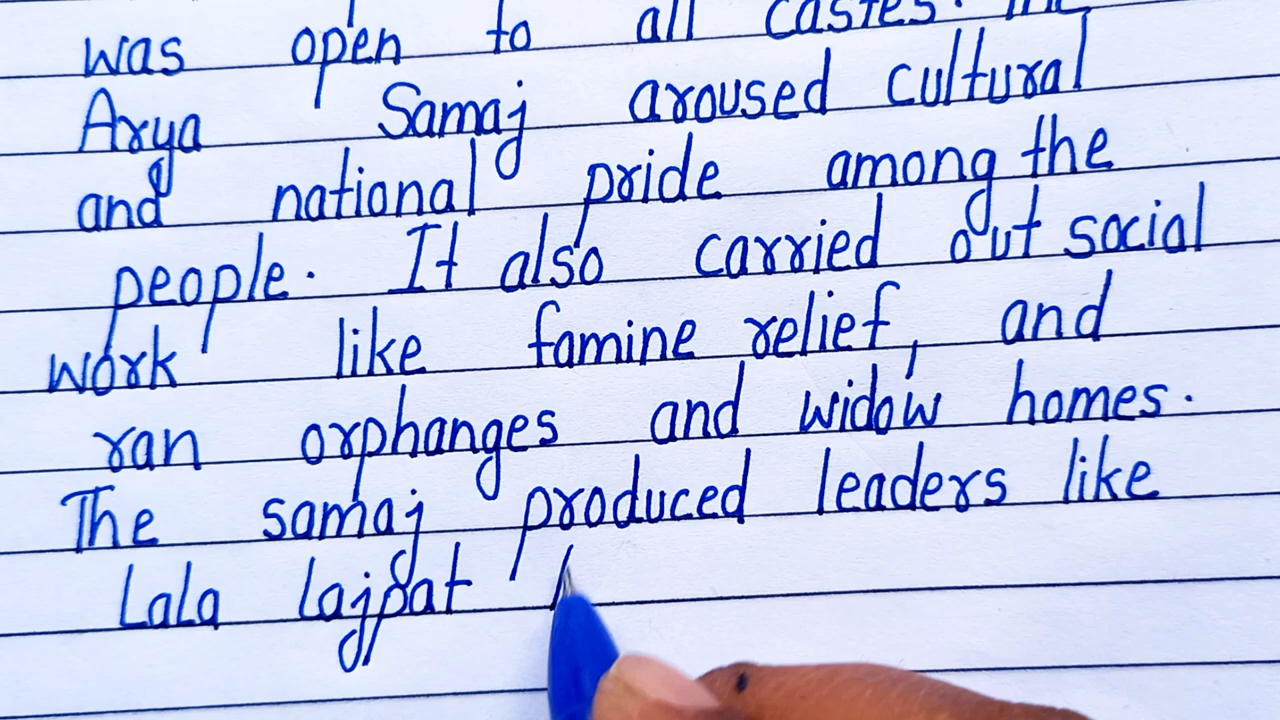 was open to all castes. The
Arya Samaj aroused cultural
and national pride among the
people. It also carried out social
work like famine relief, and
ran orphanges and widow homes.
The samaj produced leaders like
Lala lajpat